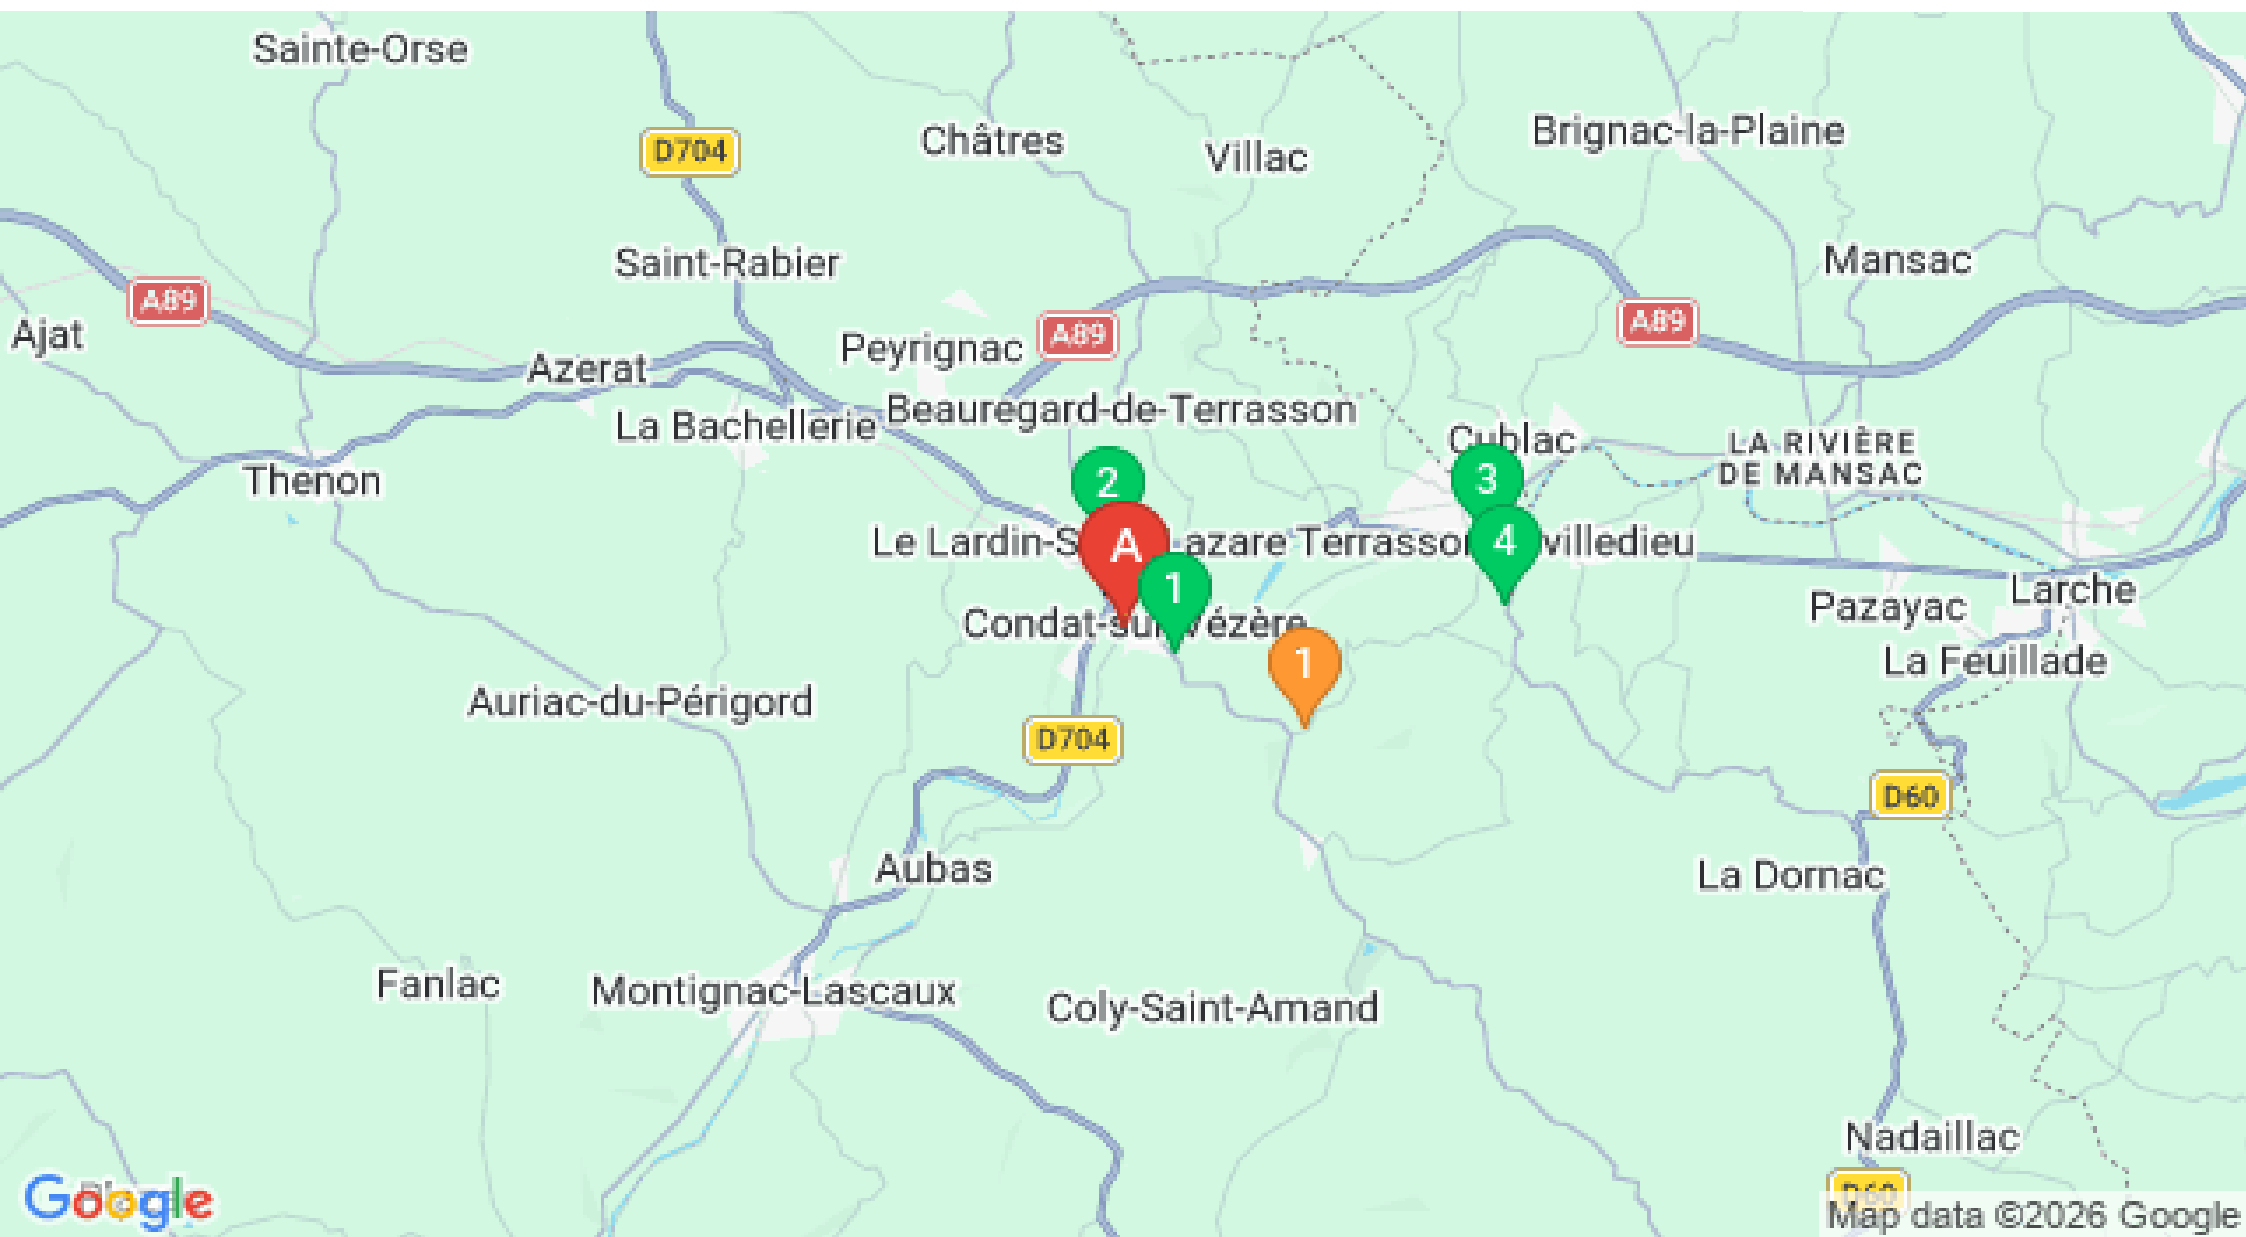 Sainte-Orse
Châtres
Villac
Brignac-la-Plaine
D704
Saint-Rabier
Mansac
A89
A89
A89
Ajat
Peyrignac
Azerat
La Bachellerie
Beauregard-de-Terrasson
Cublac
LA RIVIÈRE
DE MANSAC
Thenon
2
3
Le Lardin-S
A
azare
Terrasso
4
villedieu
1
Condat-sur-Vézère
Pazayac
Larche
1
La Feuillade
Auriac-du-Périgord
D704
D60
Aubas
La Dornac
Fanlac
Montignac-Lascaux
Coly-Saint-Amand
Nadaillac
D60
Google
Map data ©2026 Google